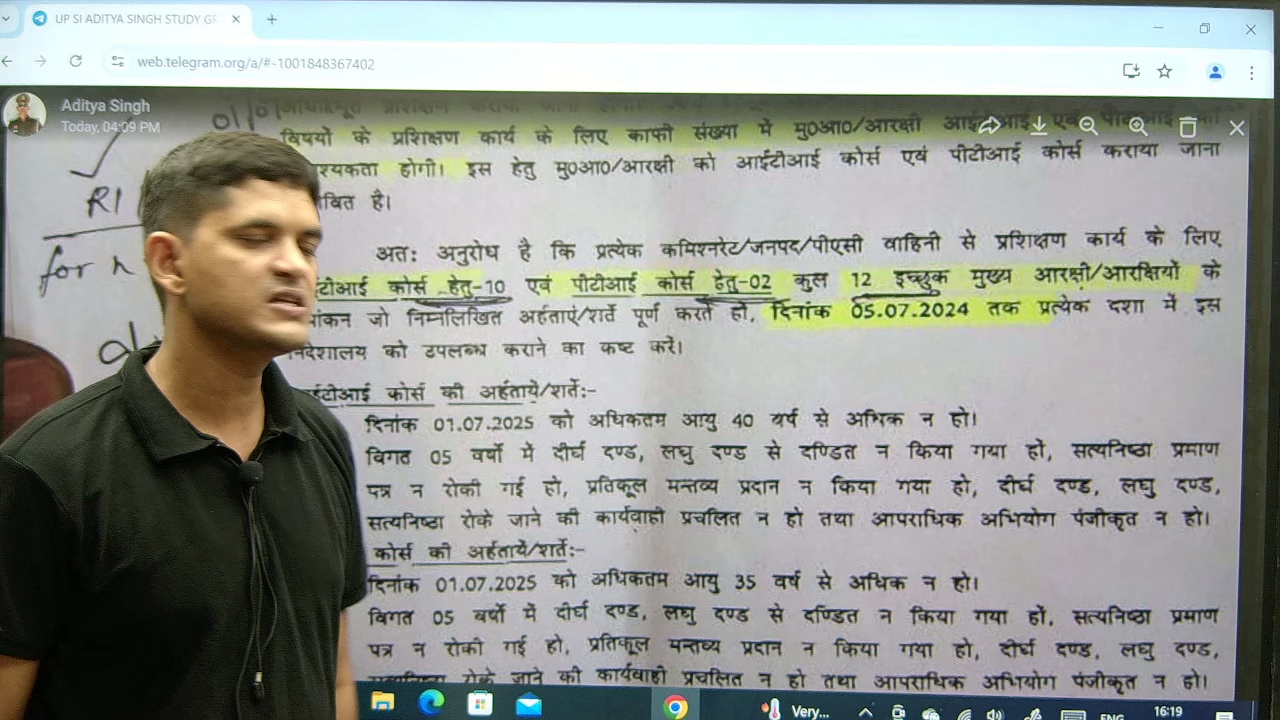 UP SI ADITYA SINGH STUDY GR
web.telegram.org/a/#-1001848367402
Aditya Singh
Today, 04:09 PM
RI
for
विषयों के प्रशिक्षण कार्य के लिए काफी संख्या में मु0आ0/आरक्षी आईटीआई एवं
श्यकता होगी। इस हेतु मु0आ0/आरक्षी को आईटीआई कोर्स एवं पीटीआई कोर्स कराया जाना
बित है।
अतः अनुरोध है कि प्रत्येक कमिश्नरेट/जनपद/पीएसी वाहिनी से प्रशिक्षण कार्य के लिए
टीआई कोर्स हेतु-10 एवं पीटीआई कोर्स हेतु-02 कुल 12 इच्छुक मुख्य आरक्षी/आरक्षियों के
ांकन जो निम्नलिखित अर्हताएं/शर्ते पूर्ण करते हो, दिनांक 05.07.2024 तक प्रत्येक दशा में इस
निदेशालय को उपलब्ध कराने का कष्ट करें।
ईटीआई कोर्स की अर्हतायें/शर्ते:-
दिनांक 01.07.2025 को अधिकतम आयु 40 वर्ष से अधिक न हो।
विगत 05 वर्षो में दीर्घ दण्ड, लघु दण्ड से दण्डित न किया गया हो, सत्यनिष्ठा प्रमाण
पत्र न रोकी गई हो, प्रतिकूल मन्तव्य प्रदान न किया गया हो, दीर्घ दण्ड, लघु दण्ड,
सत्यनिष्ठा रोके जाने की कार्यवाही प्रचलित न हो तथा आपराधिक अभियोग पंजीकृत न हो।
कोर्स की अर्हतायें/शर्ते:-
दिनांक 01.07.2025 को अधिकतम आयु 35 वर्ष से अधिक न हो।
विगत 05 वर्षो में दीर्घ दण्ड, लघु दण्ड से दण्डित न किया गया हो, सत्यनिष्ठा प्रमाण
पत्र न रोकी गई हो, प्रतिकूल मन्तव्य प्रदान न किया गया हो, दीर्घ दण्ड, लघु दण्ड,
रोके जाने की कार्यवाही प्रचलित न हो तथा आपराधिक अभियोग पंजीकृत न हो।
Very...
ENG
16:19